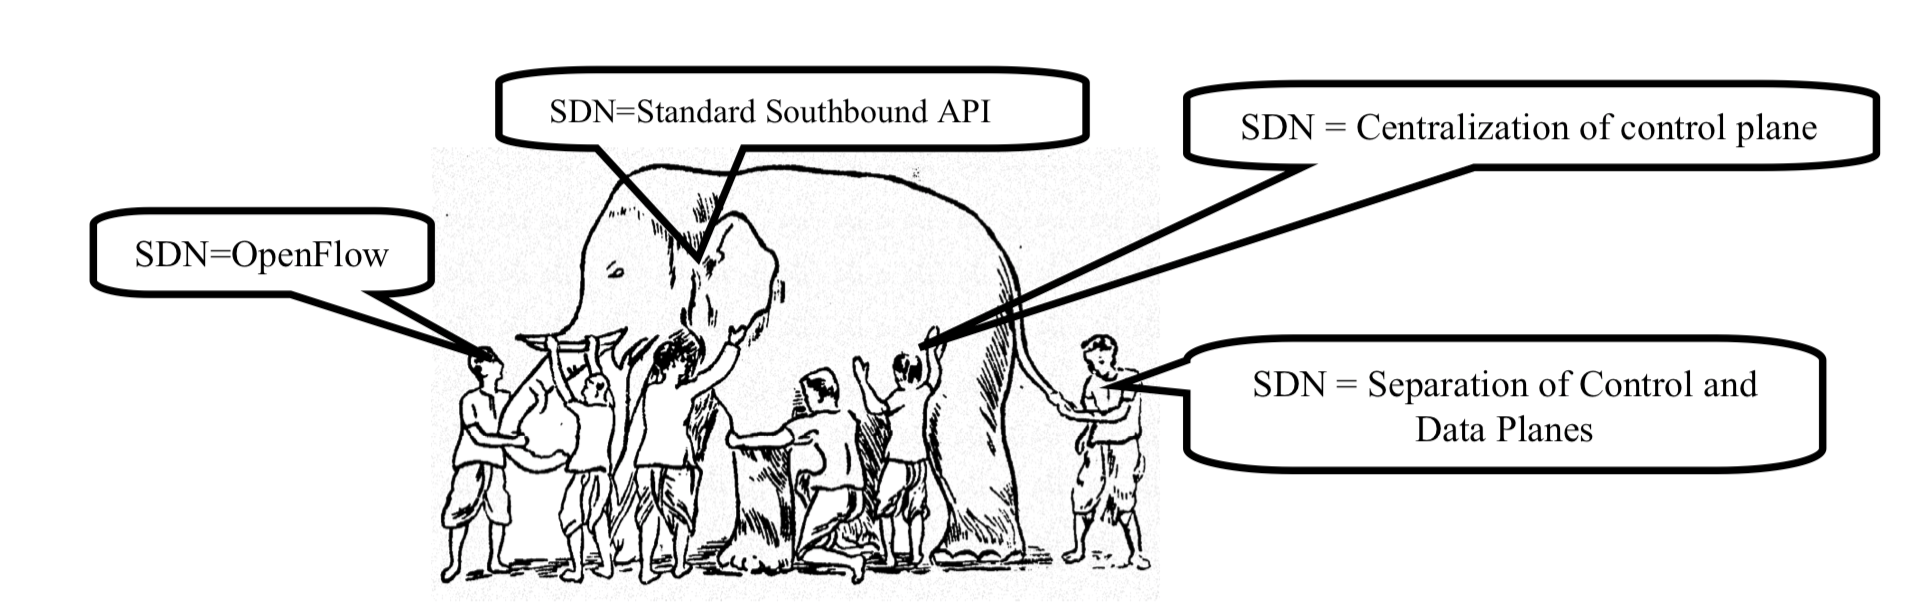 SDN=Standard Southbound API
SDN = Centralization of control plane
SDN=OpenFlow
SDN = Separation of Control and
Data Planes